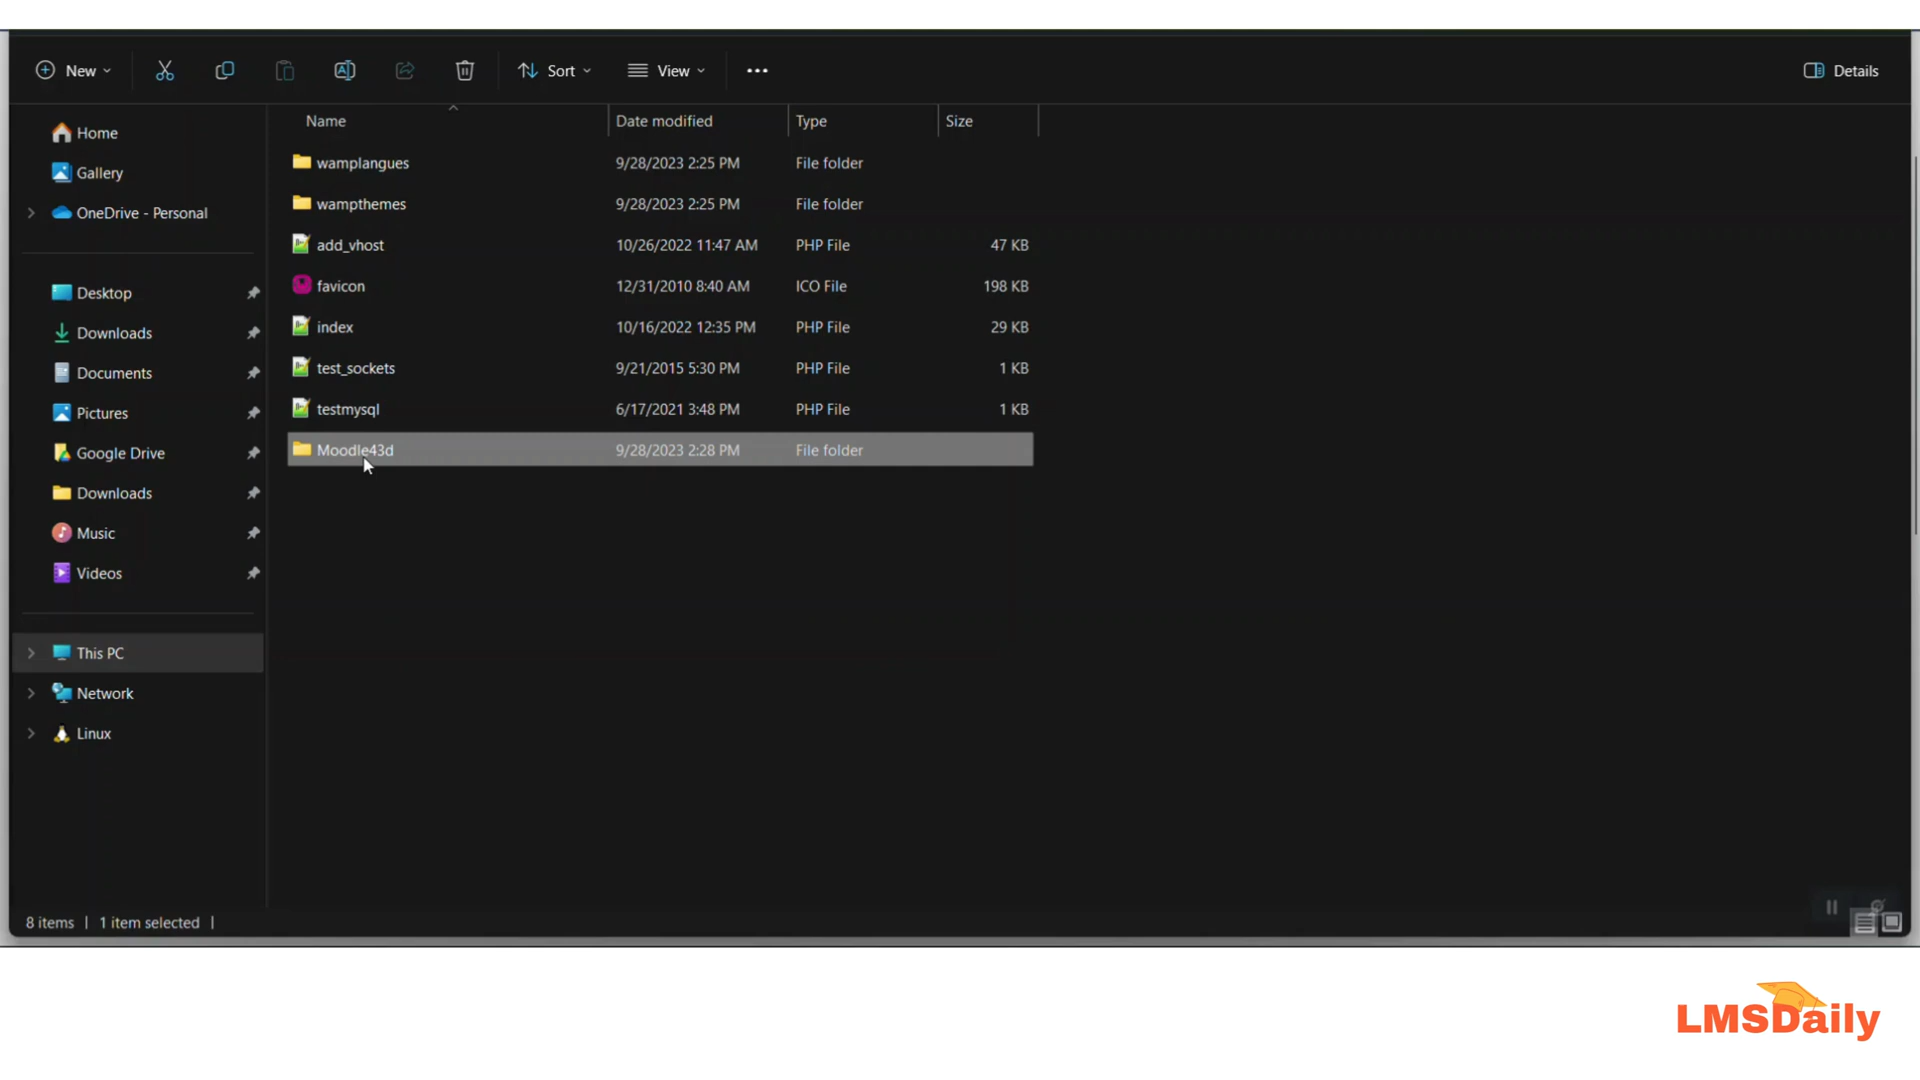 New Sort View ••• Details
Name Date modified Type Size
Home
Gallery
OneDrive - Personal
Desktop
Downloads
Documents
Pictures
Google Drive
Downloads
Music
Videos
This PC
Network
Linux
wamplangues 9/28/2023 2:25 PM File folder
wampthemes 9/28/2023 2:25 PM File folder
add_vhost 10/26/2022 11:47 AM PHP File 47 KB
favicon 12/31/2010 8:40 AM ICO File 198 KB
index 10/16/2022 12:35 PM PHP File 29 KB
test_sockets 9/21/2015 5:30 PM PHP File 1 KB
testmysql 6/17/2021 3:48 PM PHP File 1 KB
Moodle43d 9/28/2023 2:28 PM File folder
8 items | 1 item selected |
LMSDaily